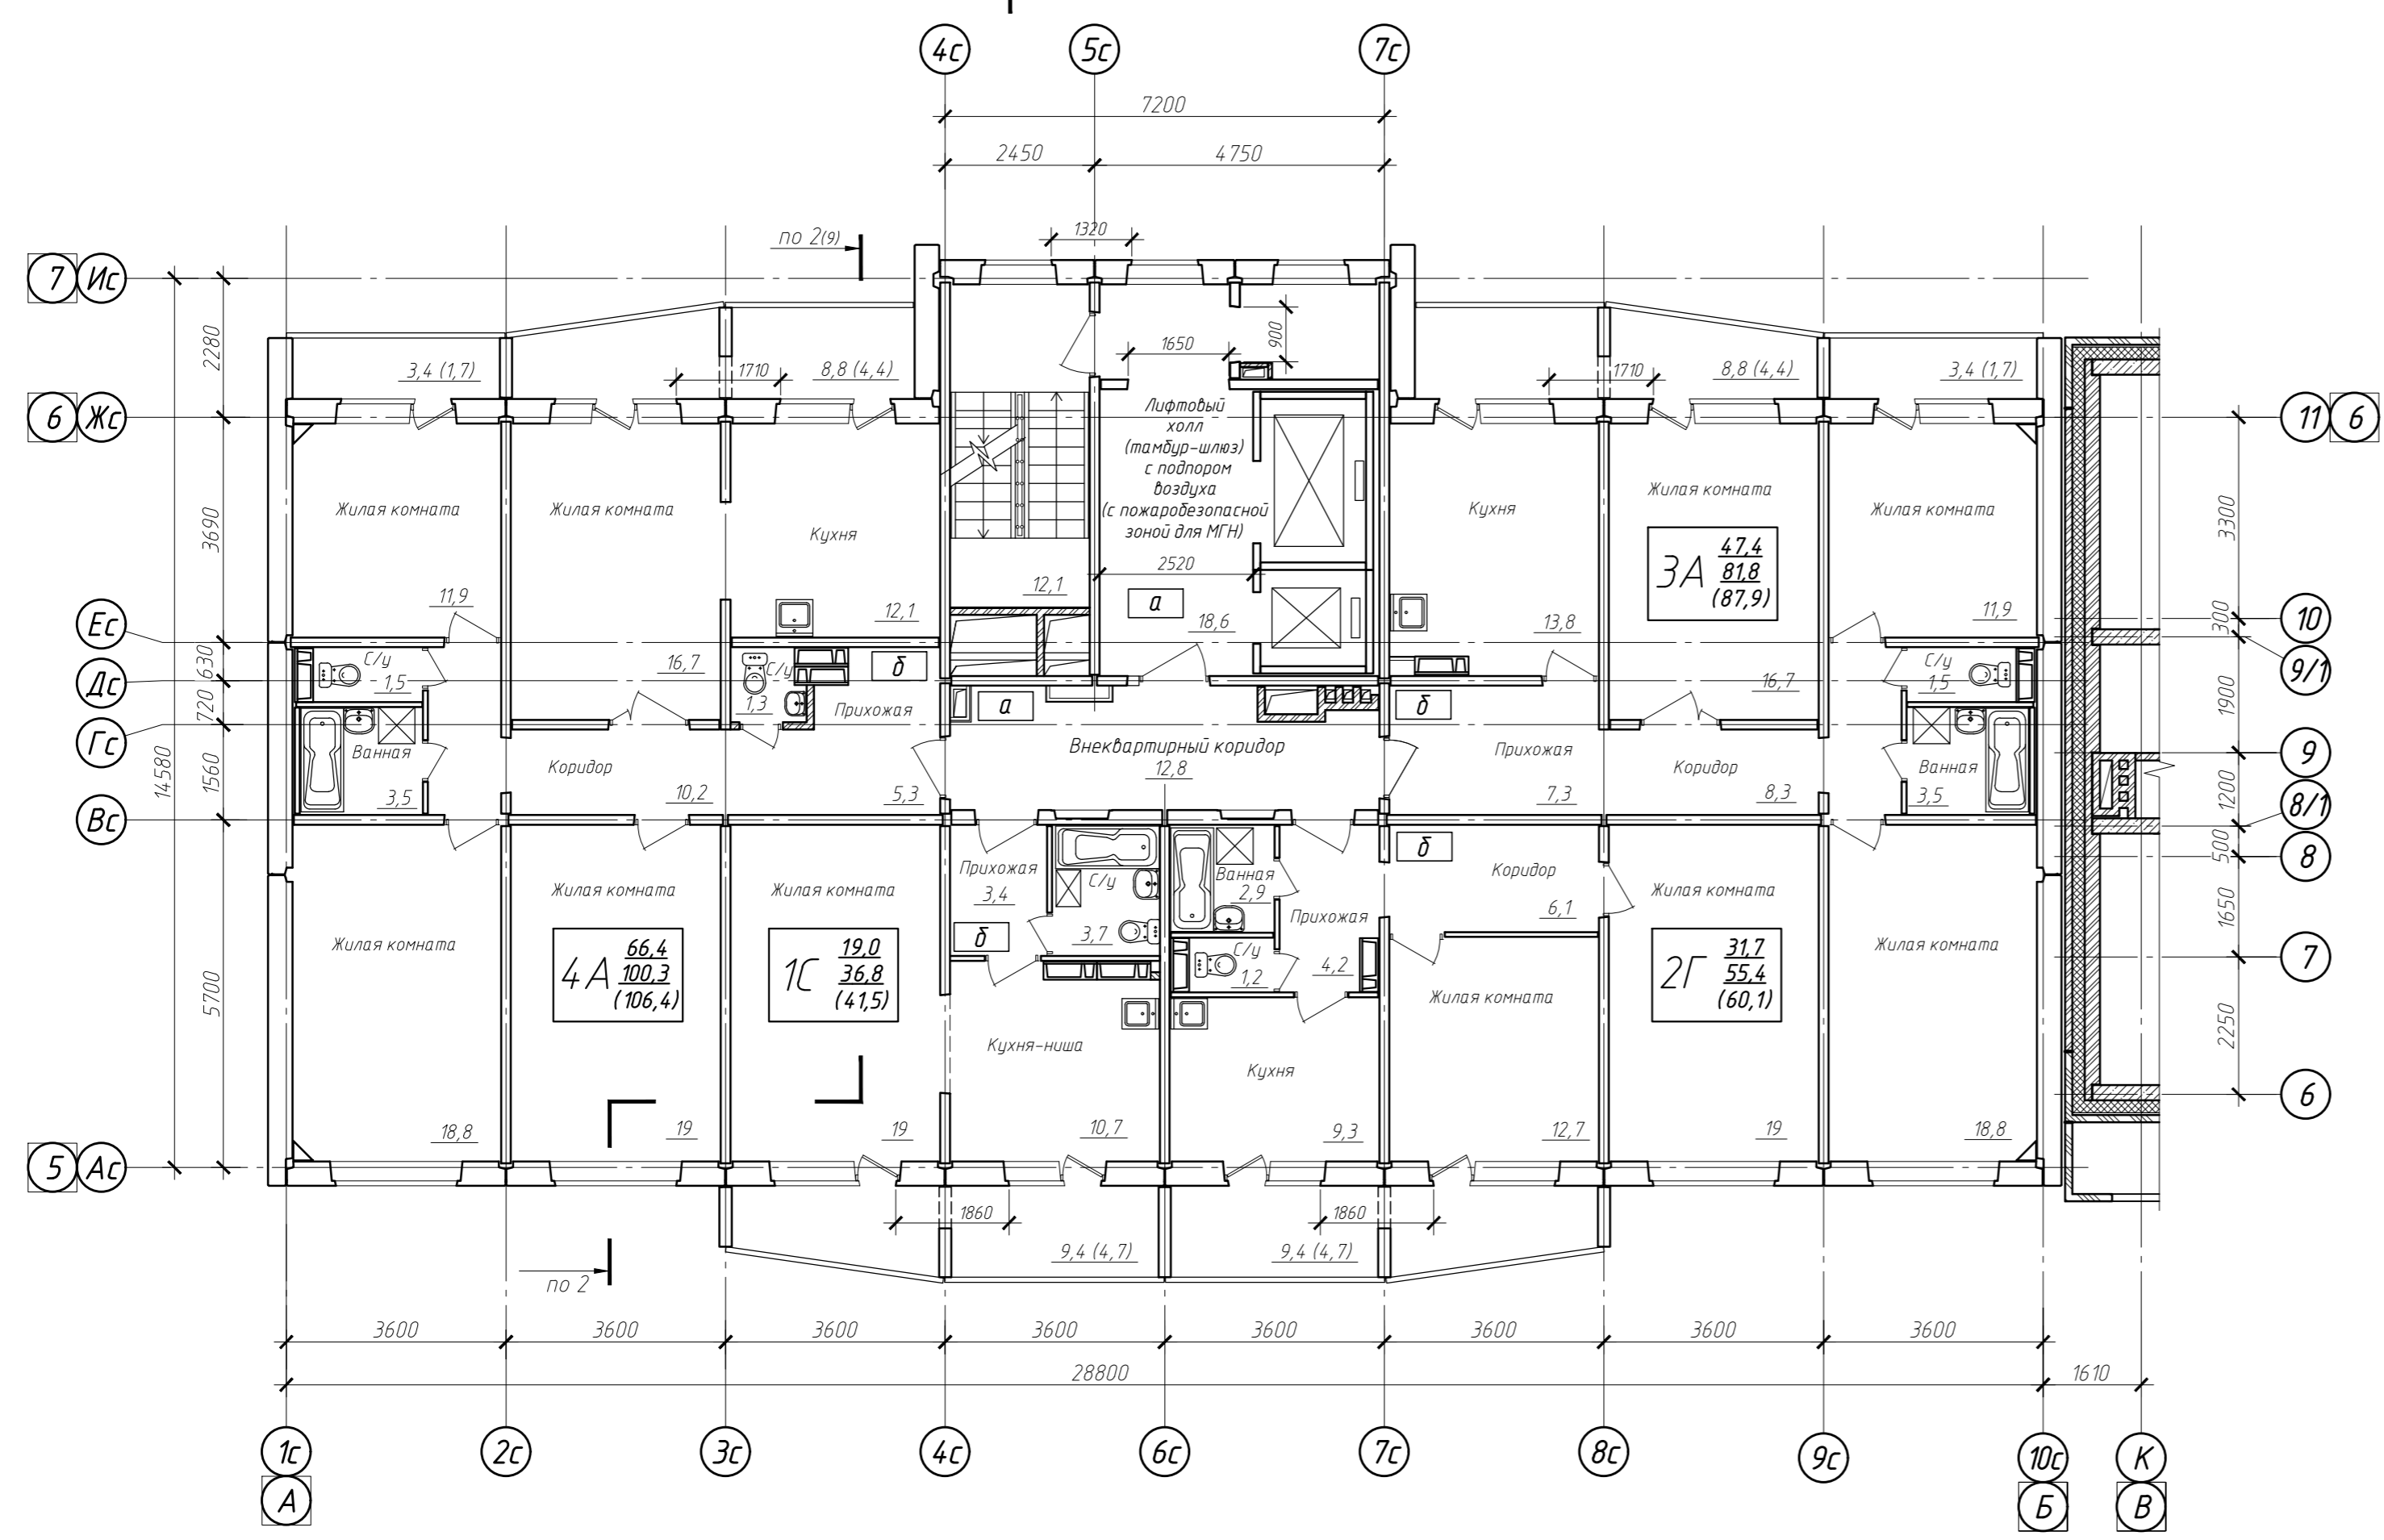 4с 5с 7с
7200
2450 4750
1320
по 2(9)
7 Ис
2280
900
1650
3,4 (1,7)
1710
8,8 (4,4)
1710
8,8 (4,4)
3,4 (1,7)
6 Жс
11 6
Лифтовый
холл
(тамбур-шлюз)
с подпором
воздуха
(с пожаробезопасной
зоной для МГН)
Жилая комната
Жилая комната
Кухня
Кухня
Жилая комната
Жилая комната
3690
3300
3А 47,4
81,8
(87,9)
2520
12,1
а
11,9
12,1
18,6
13,8
11,9
Ес
300
10
630
С/у
1,5
16,7
С/у
1,3
б
Прихожая
а
б
16,7
С/у
1,5
Дс
9/1
720
1900
Гс
9
Ванная
3,5
Коридор
10,2
5,3
Внеквартирный коридор
12,8
Прихожая
7,3
Коридор
8,3
Ванная
3,5
14580
1560
1200
Вс
8/1
500
8
Прихожая
3,4
С/у
3,7
б
Ванная
2,9
Прихожая
С/у
1,2
4,2
б
Коридор
6,1
Жилая комната
Жилая комната
Жилая комната
Жилая комната
Жилая комната
Жилая комната
1650
4А 66,4
100,3
(106,4)
1С 19,0
36,8
(41,5)
2Г 31,7
55,4
(60,1)
7
5700
2250
Кухня-ниша
Кухня
6
18,8
19
19
10,7
9,3
12,7
19
18,8
5 Ас
1860
9,4 (4,7)
9,4 (4,7)
1860
по 2
3600 3600 3600 3600 3600 3600 3600 3600
28800
1610
1с 2с 3с 4с 6с 7с 8с 9с 10с К
А Б В